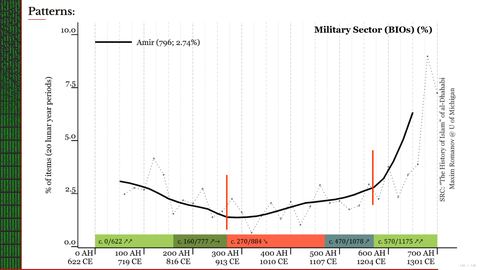 Patterns:
Military Sector (BIOs) (%)
Amir (796; 2.74%)
% of items (20 lunar year periods)
10.0
7.5
5.0
2.5
0.0
c. 0/622 ↗↗
c. 160/777 ↗→
c. 270/884 ↘
c. 470/1078 ↗
c. 570/1175 ↗↗
0 AH 100 AH 200 AH 300 AH 400 AH 500 AH 600 AH 700 AH
622 CE 719 CE 816 CE 913 CE 1010 CE 1107 CE 1204 CE 1301 CE
SRC: "The History of Islam" of al-Dhahabi
Maxim Romanov @ U of Michigan